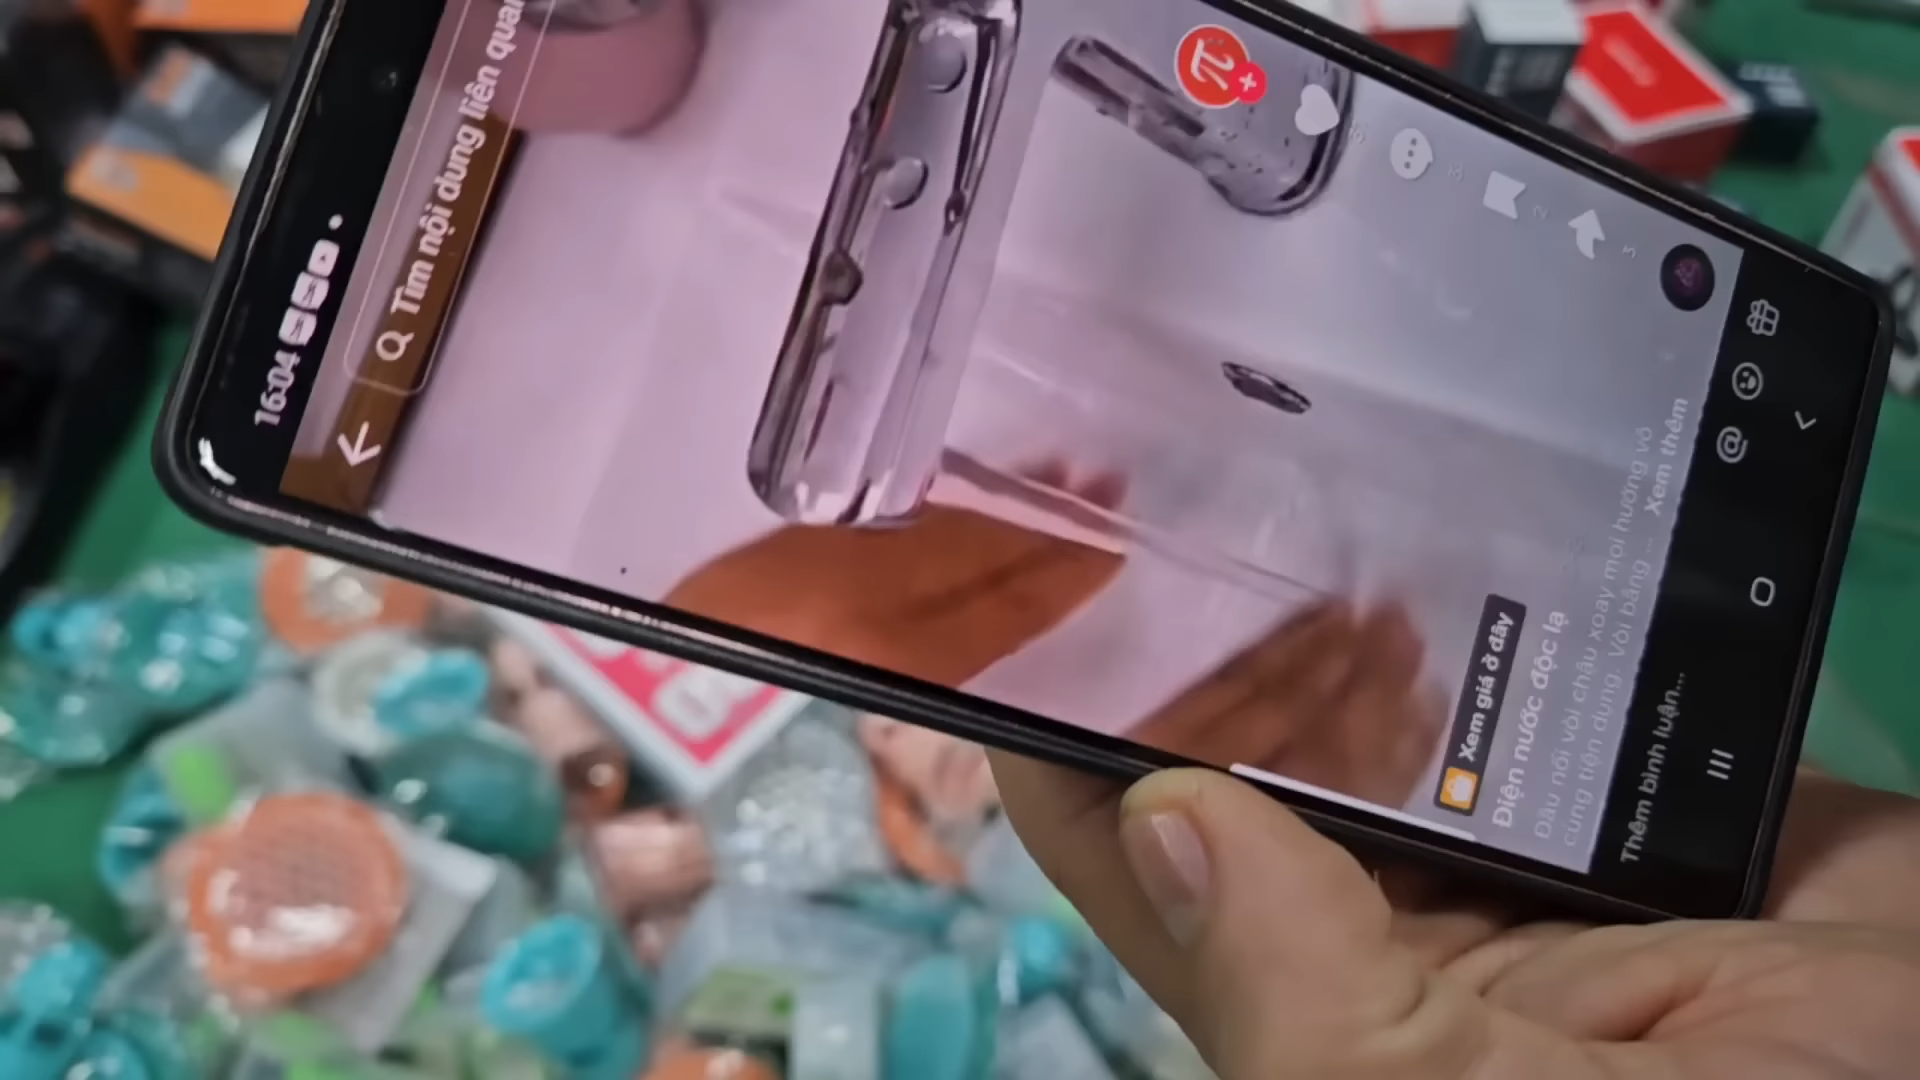 16:04
Tìm nội dung liên quan
Xem giá ở đây
Điện nước độc lạ
Đầu nối vòi chậu xoay mọi hướng vô
cùng tiện dụng. Vòi bằng ... Xem thêm
Thêm bình luận...